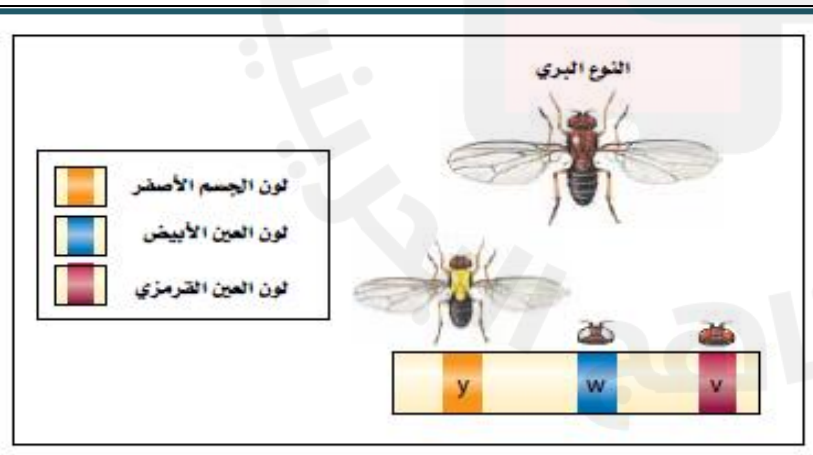 النوع البري
لون الجسم الأصفر
لون العين الأبيض
لون العين القرمزي
y w v